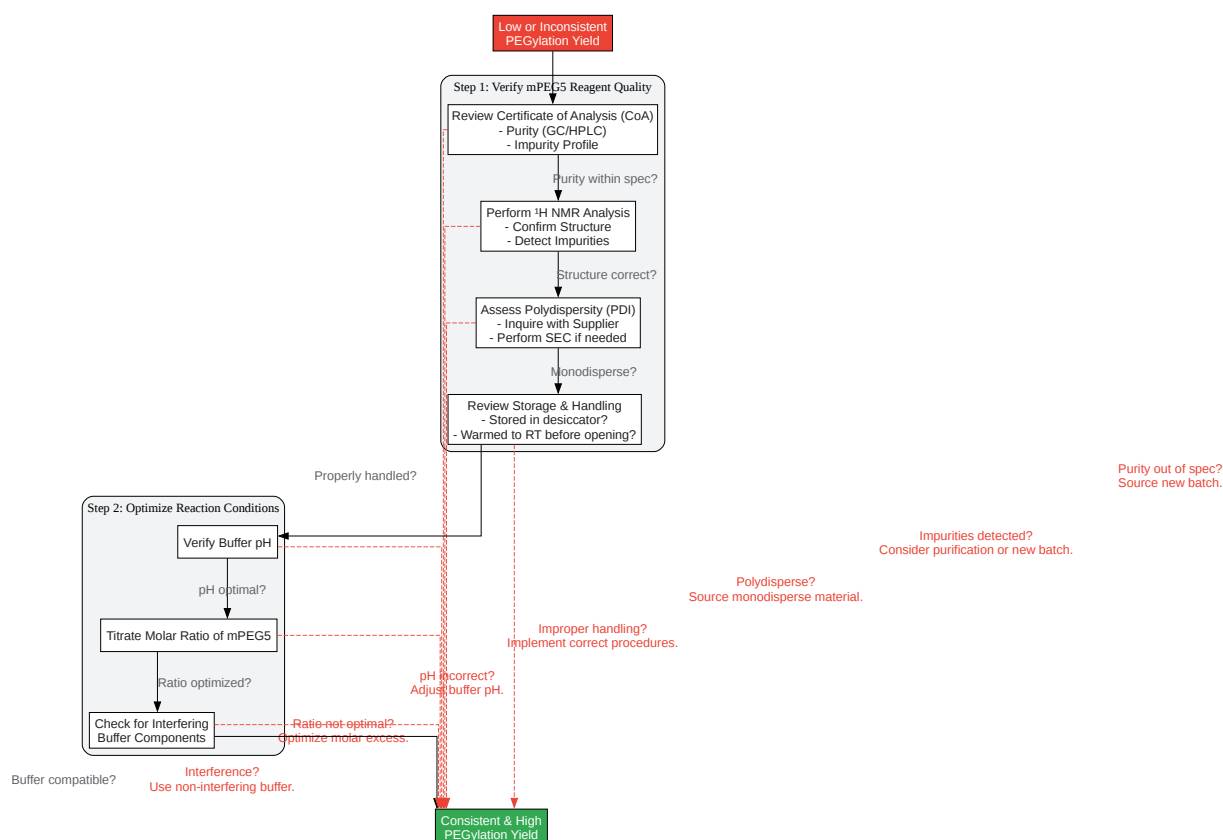 Low or Inconsistent
PEGylation Yield
Step 1: Verify mPEG5 Reagent Quality
Review Certificate of Analysis (CoA)
- Purity (GC/HPLC)
- Impurity Profile
Purity within spec?
Perform ¹H NMR Analysis
- Confirm Structure
- Detect Impurities
Structure correct?
Assess Polydispersity (PDI)
- Inquire with Supplier
- Perform SEC if needed
Monodisperse?
Review Storage & Handling
- Stored in desiccator?
- Warmed to RT before opening?
Properly handled?
Purity out of spec?
Source new batch.
Step 2: Optimize Reaction Conditions
Verify Buffer pH
Impurities detected?
Consider purification or new batch.
pH optimal?
Polydisperse?
Source monodisperse material.
Titrate Molar Ratio of mPEG5
Improper handling?
Implement correct procedures.
Ratio optimized?
pH incorrect?
Adjust buffer pH.
Check for Interfering
Buffer Components
Ratio not optimal?
Optimize molar excess.
Buffer compatible?
Interference?
Use non-interfering buffer.
Consistent & High
PEGylation Yield